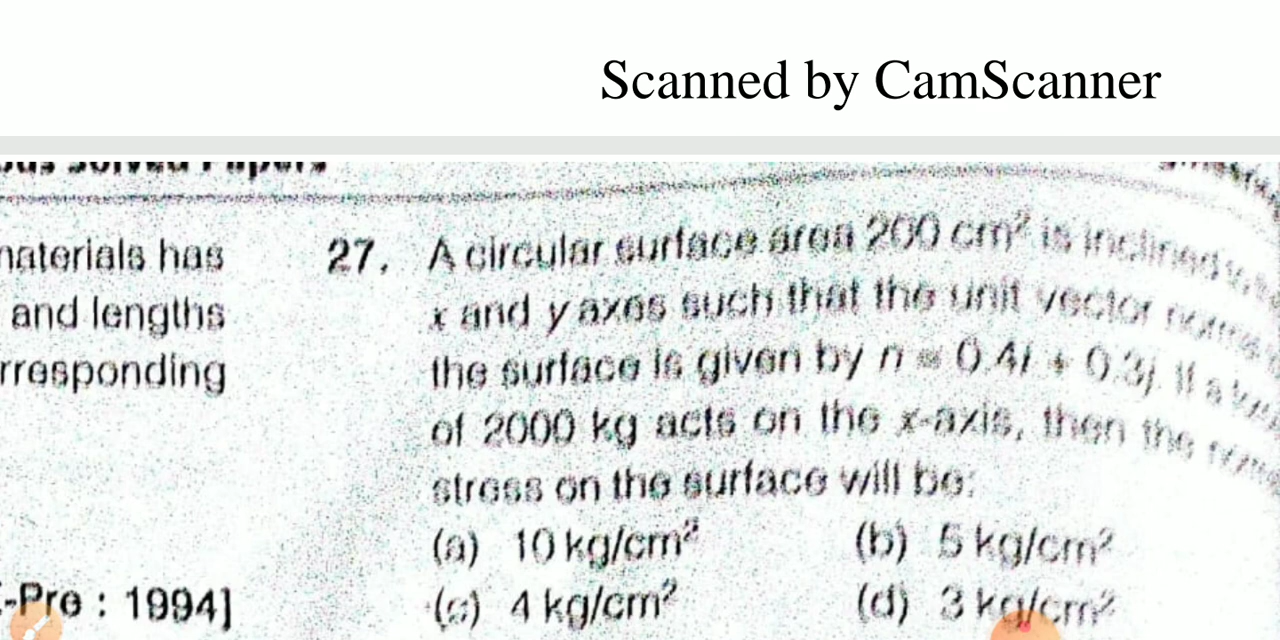 Scanned by CamScanner
materials has
and lengths
rresponding
-Pre : 1994]
27. A circular surface area 200 cm² is inclined
x and y axes such that the unit vector
the surface is given by n = 0.4i + 0.3j. If a
of 2000 kg acts on the x-axis, then the
stress on the surface will be:
(a) 10 kg/cm² (b) 5 kg/cm²
(c) 4 kg/cm² (d) 3 kg/cm²